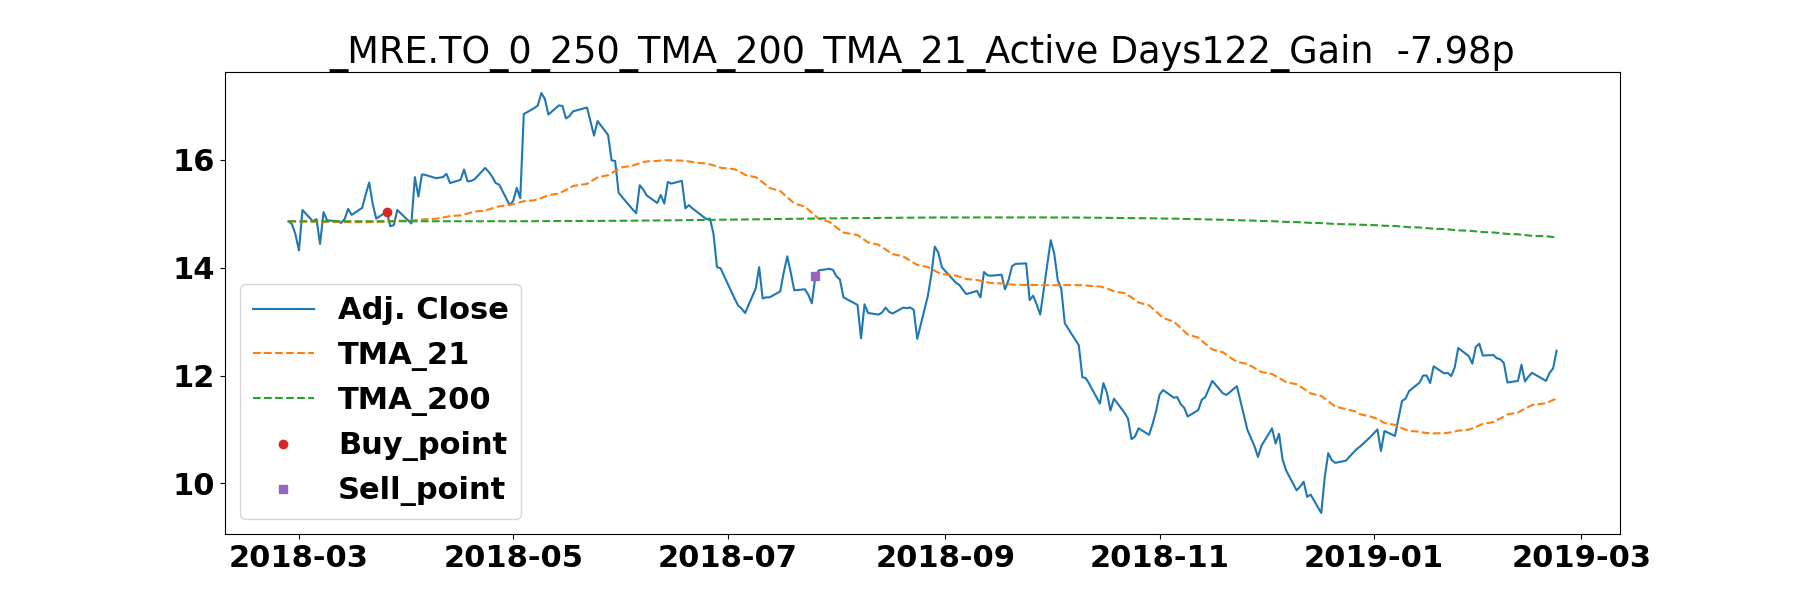 _MRE.TO_0_250_TMA_200_TMA_21_Active Days122_Gain  -7.98p
16
14
12
10
Adj. Close
TMA_21
TMA_200
Buy_point
Sell_point
2018-03 2018-05 2018-07 2018-09 2018-11 2019-01 2019-03